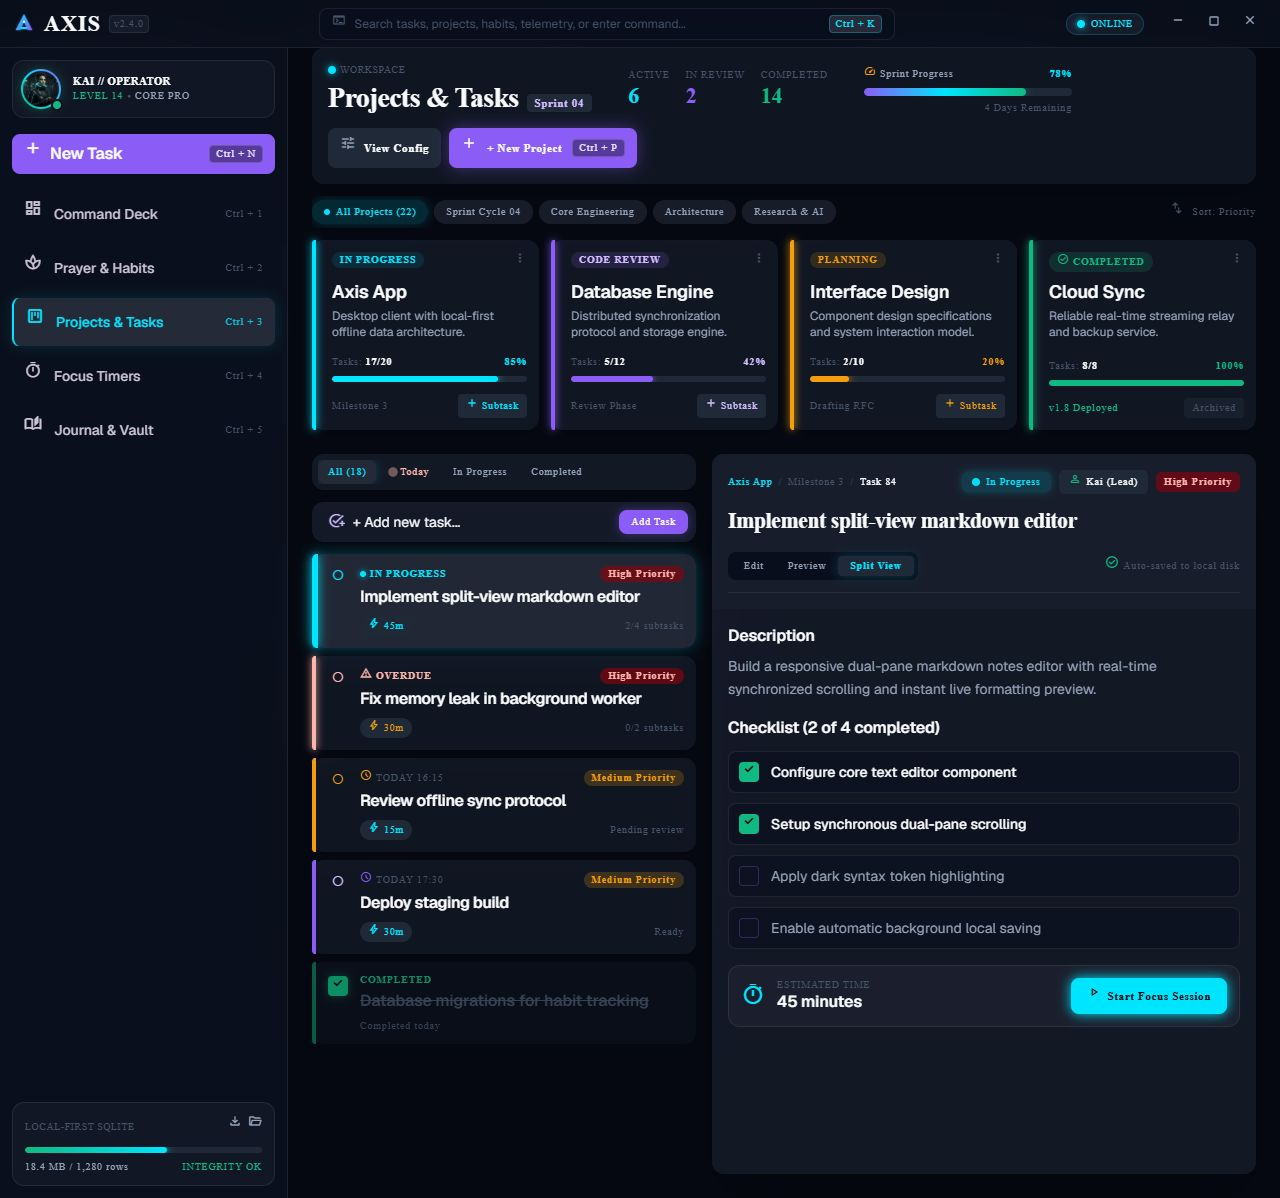 AXIS v2.4.0
Search tasks, projects, habits, telemetry, or enter command...
Ctrl + K
ONLINE
KAI // OPERATOR
LEVEL 14 • CORE PRO
New Task Ctrl + N
Command Deck Ctrl + 1
Prayer & Habits Ctrl + 2
Projects & Tasks Ctrl + 3
Focus Timers Ctrl + 4
Journal & Vault Ctrl + 5
LOCAL-FIRST SQLITE
18.4 MB / 1,280 rows INTEGRITY OK
WORKSPACE
Projects & Tasks Sprint 04
ACTIVE
6
IN REVIEW
2
COMPLETED
14
Sprint Progress 78%
4 Days Remaining
View Config
+ New Project Ctrl + P
All Projects (22) Sprint Cycle 04 Core Engineering Architecture Research & AI
Sort: Priority
IN PROGRESS
Axis App
Desktop client with local-first
offline data architecture.
Tasks: 17/20 85%
Milestone 3 Subtask
CODE REVIEW
Database Engine
Distributed synchronization
protocol and storage engine.
Tasks: 5/12 42%
Review Phase Subtask
PLANNING
Interface Design
Component design specifications
and system interaction model.
Tasks: 2/10 20%
Drafting RFC Subtask
COMPLETED
Cloud Sync
Reliable real-time streaming relay
and backup service.
Tasks: 8/8 100%
v1.8 Deployed Archived
All (18) Today In Progress Completed
+ Add new task... Add Task
IN PROGRESS High Priority
Implement split-view markdown editor
45m 2/4 subtasks
OVERDUE High Priority
Fix memory leak in background worker
30m 0/2 subtasks
TODAY 16:15 Medium Priority
Review offline sync protocol
15m Pending review
TODAY 17:30 Medium Priority
Deploy staging build
30m Ready
COMPLETED
Database migrations for habit tracking
Completed today
Axis App / Milestone 3 / Task 84
In Progress Kai (Lead) High Priority
Implement split-view markdown editor
Edit Preview Split View
Auto-saved to local disk
Description
Build a responsive dual-pane markdown notes editor with real-time
synchronized scrolling and instant live formatting preview.
Checklist (2 of 4 completed)
Configure core text editor component
Setup synchronous dual-pane scrolling
Apply dark syntax token highlighting
Enable automatic background local saving
ESTIMATED TIME
45 minutes
Start Focus Session